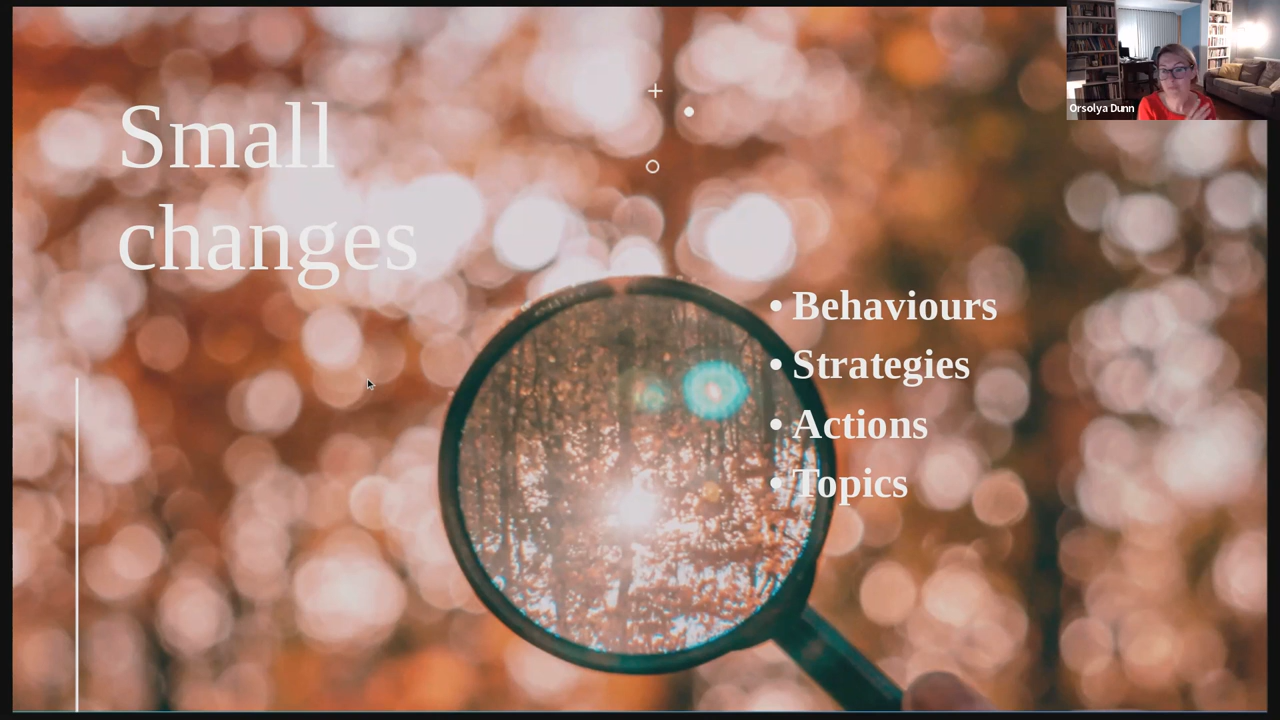 Small
changes
• Behaviours
• Strategies
• Actions
• Topics
Orsolya Dunn